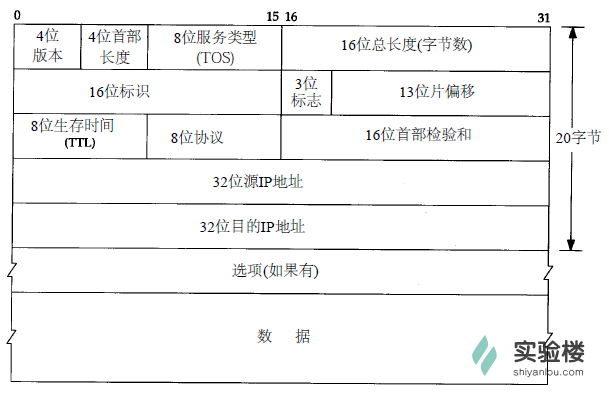 0 15 16 31
4位版本
4位首部长度
8位服务类型(TOS)
16位总长度(字节数)
16位标识
3位标志
13位片偏移
8位生存时间(TTL)
8位协议
16位首部检验和
20字节
32位源IP地址
32位目的IP地址
选项(如果有)
数 据
实验楼
shiyanlou.com